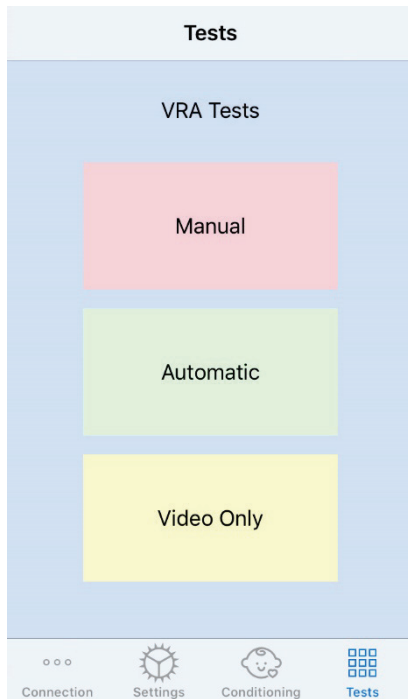 Tests
VRA Tests
Manual
Automatic
Video Only
Connection Settings Conditioning Tests